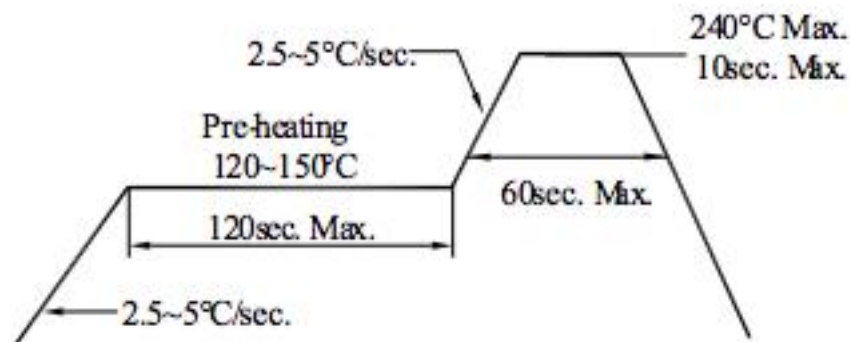 240°C Max.
10sec. Max.
2.5~5°C/sec.
Pre-heating
120~150°C
60sec. Max.
120sec. Max.
2.5~5°C/sec.